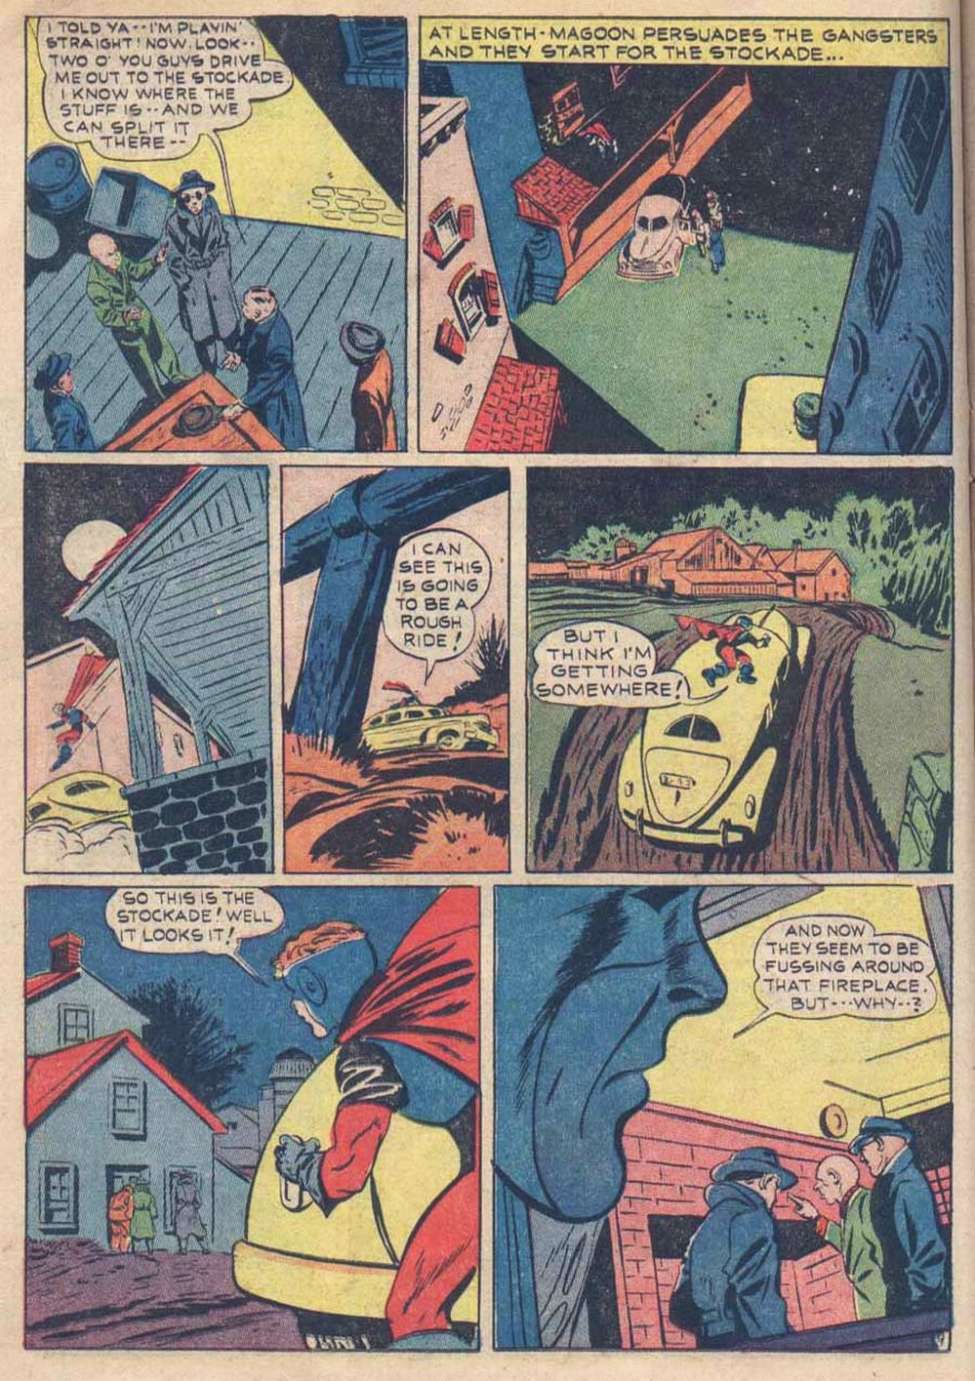 I TOLD YA--I'M PLAYIN'
STRAIGHT! NOW, LOOK--
TWO O' YOU GUYS DRIVE
ME OUT TO THE STOCKADE
I KNOW WHERE THE
STUFF IS--AND WE
CAN SPLIT IT
THERE--
AT LENGTH-MAGOON PERSUADES THE GANGSTERS
AND THEY START FOR THE STOCKADE...
I CAN
SEE THIS
IS GOING
TO BE A
ROUGH
RIDE!
BUT I
THINK I'M
GETTING
SOMEWHERE!
SO THIS IS THE
STOCKADE! WELL
IT LOOKS IT!
AND NOW
THEY SEEM TO BE
FUSSING AROUND
THAT FIREPLACE.
BUT---WHY--?